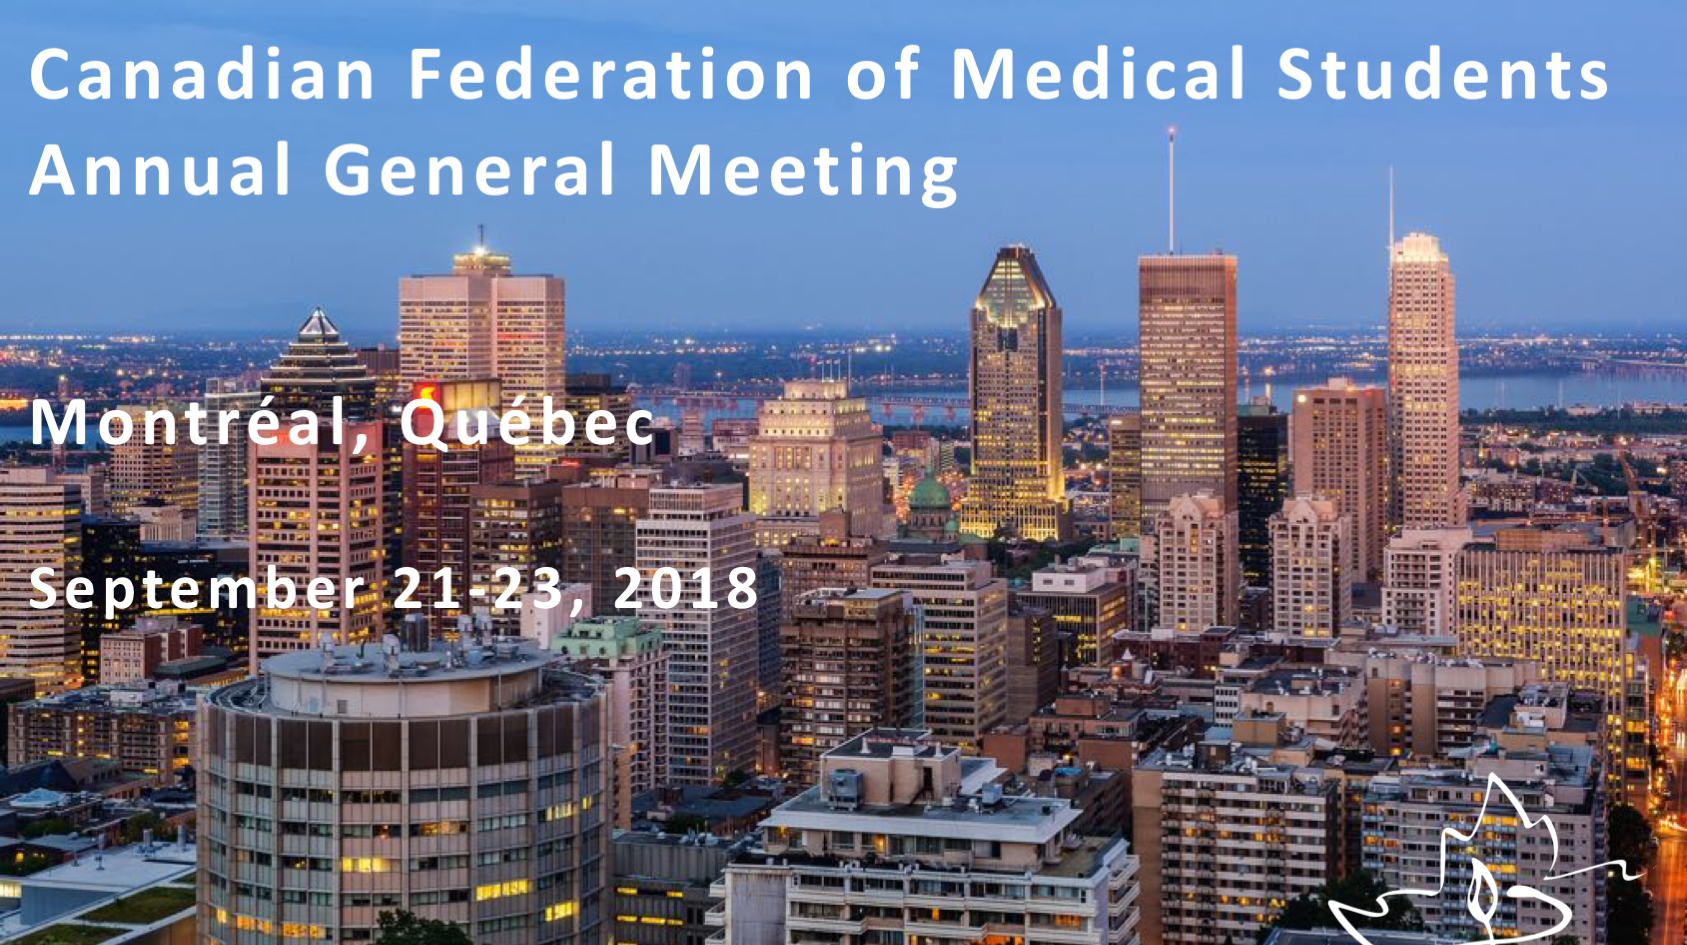 Canadian Federation of Medical Students
Annual General Meeting
Montréal, Québec
September 21-23, 2018